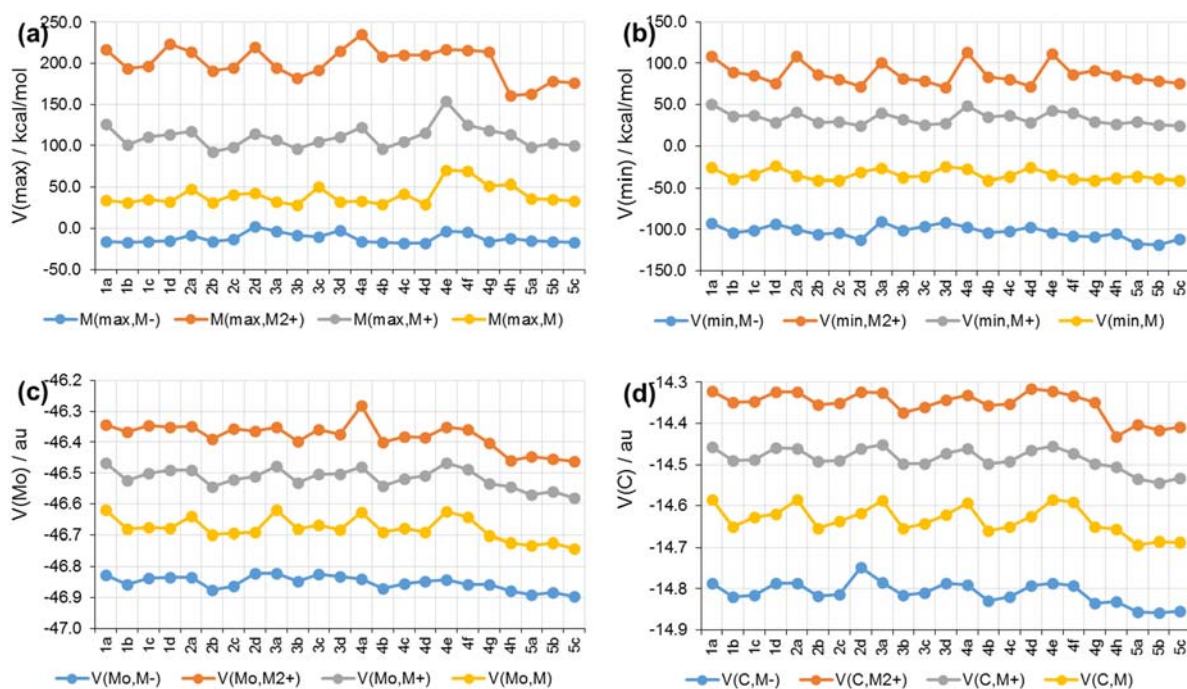 (a)
V(max) / kcal/mol
250.0
200.0
150.0
100.0
50.0
0.0
-50.0
1a 1b 1c 1d 2a 2b 2c 2d 3a 3b 3c 3d 4a 4b 4c 4d 4e 4f 4g 4h 5a 5b 5c
M(max,M-) M(max,M2+) M(max,M+) M(max,M)
(b)
V(min) / kcal/mol
150.0
100.0
50.0
0.0
-50.0
-100.0
-150.0
1a 1b 1c 1d 2a 2b 2c 2d 3a 3b 3c 3d 4a 4b 4c 4d 4e 4f 4g 4h 5a 5b 5c
V(min,M-) V(min,M2+) V(min,M+) V(min,M)
(c)
V(Mo) / au
-46.2
-46.3
-46.4
-46.5
-46.6
-46.7
-46.8
-46.9
-47.0
1a 1b 1c 1d 2a 2b 2c 2d 3a 3b 3c 3d 4a 4b 4c 4d 4e 4f 4g 4h 5a 5b 5c
V(Mo,M-) V(Mo,M2+) V(Mo,M+) V(Mo,M)
(d)
V(C) / au
-14.3
-14.4
-14.5
-14.6
-14.7
-14.8
-14.9
1a 1b 1c 1d 2a 2b 2c 2d 3a 3b 3c 3d 4a 4b 4c 4d 4e 4f 4g 4h 5a 5b 5c
V(C,M-) V(C,M2+) V(C,M+) V(C,M)